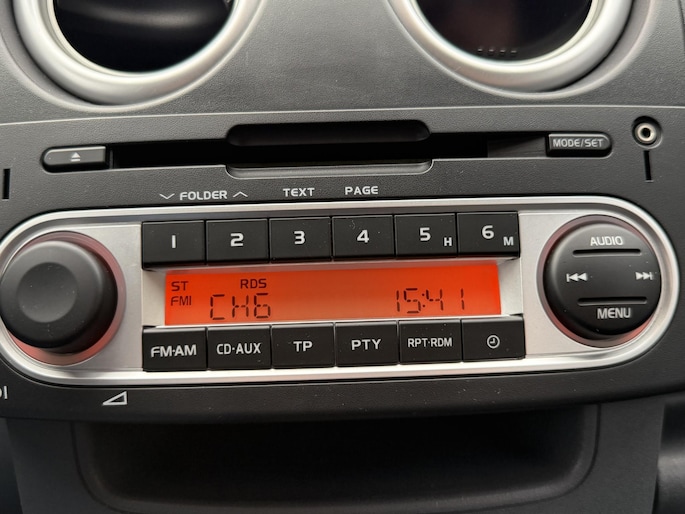 MODE/SET
FOLDER TEXT PAGE
1 2 3 4 5 H 6 M
AUDIO
ST RDS
FM1 CH6 15:41
MENU
FM·AM CD·AUX TP PTY RPT·RDM